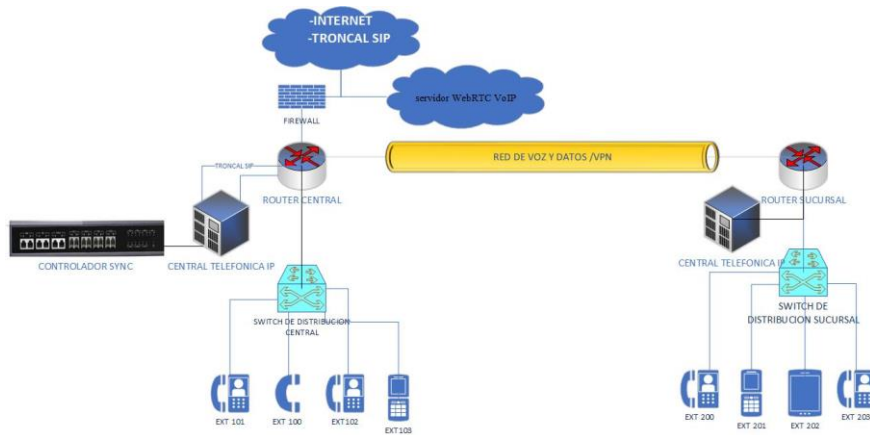 -INTERNET
-TRONCAL SIP
servidor WebRTC VoIP
FIREWALL
RED DE VOZ Y DATOS /VPN
TRONCAL SIP
ROUTER CENTRAL
ROUTER SUCURSAL
CONTROLADOR SYNC
CENTRAL TELEFONICA IP
CENTRAL TELEFONICA IP
SWITCH DE DISTRIBUCION
CENTRAL
SWITCH DE
DISTRIBUCION SUCURSAL
EXT 101
EXT 100
EXT102
EXT103
EXT 200
EXT 201
EXT 202
EXT 203